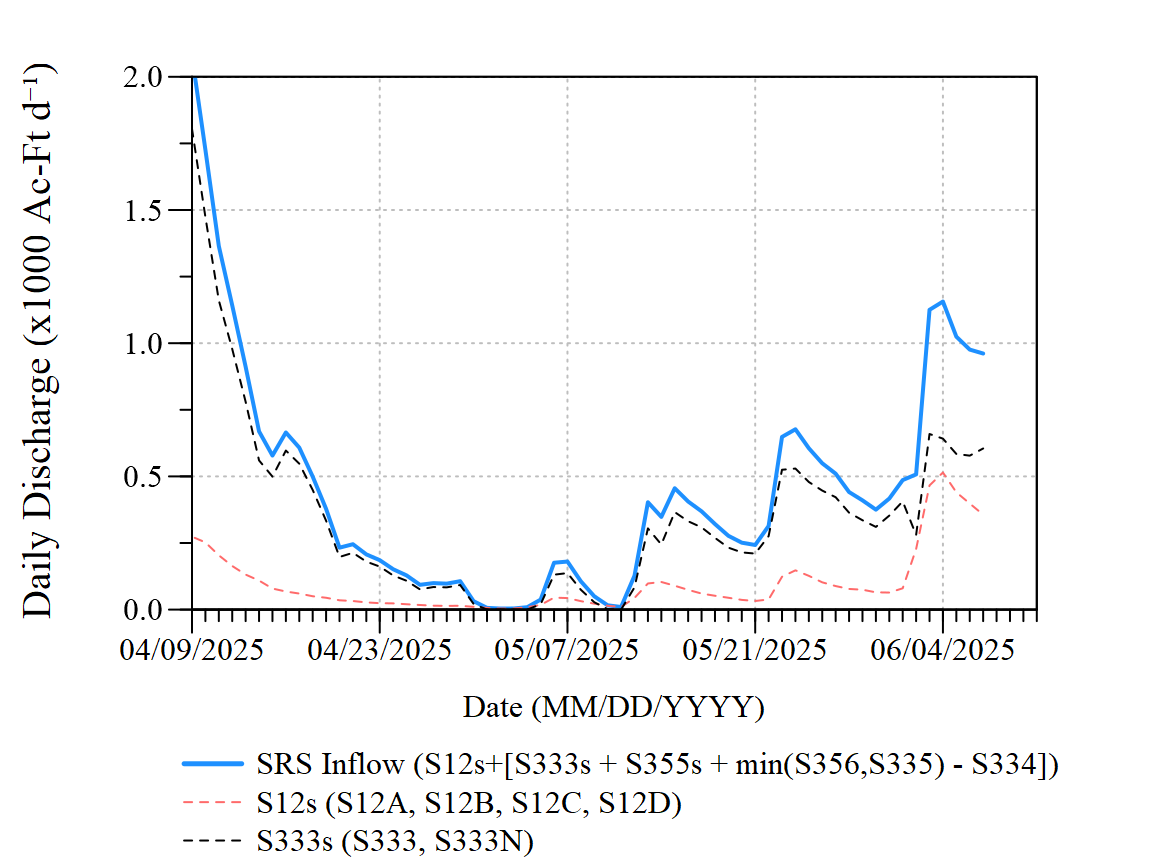 Daily Discharge (x1000 Ac-Ft d⁻¹)
2.0
1.5
1.0
0.5
0.0
04/09/2025 04/23/2025 05/07/2025 05/21/2025 06/04/2025
Date (MM/DD/YYYY)
SRS Inflow (S12s+[S333s + S355s + min(S356,S335) - S334])
S12s (S12A, S12B, S12C, S12D)
S333s (S333, S333N)